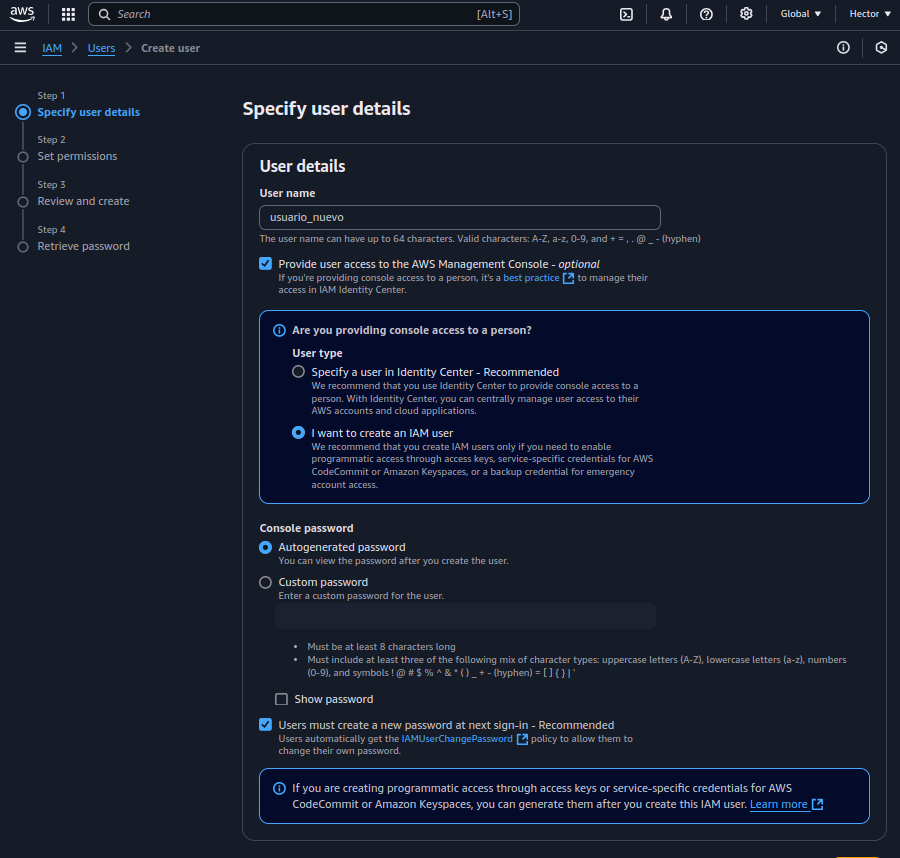 aws
Search
[Alt+S]
Global
Hector
IAM
Users
Create user
Step 1
Specify user details
Step 2
Set permissions
Step 3
Review and create
Step 4
Retrieve password
Specify user details
User details
User name
usuario_nuevo
The user name can have up to 64 characters. Valid characters: A-Z, a-z, 0-9, and + = , . @ _ - (hyphen)
Provide user access to the AWS Management Console - optional
If you're providing console access to a person, it's a best practice to manage their
access in IAM Identity Center.
Are you providing console access to a person?
User type
Specify a user in Identity Center - Recommended
We recommend that you use Identity Center to provide console access to a
person. With Identity Center, you can centrally manage user access to their
AWS accounts and cloud applications.
I want to create an IAM user
We recommend that you create IAM users only if you need to enable
programmatic access through access keys, service-specific credentials for AWS
CodeCommit or Amazon Keyspaces, or a backup credential for emergency
account access.
Console password
Autogenerated password
You can view the password after you create the user.
Custom password
Enter a custom password for the user.
• Must be at least 8 characters long
• Must include at least three of the following mix of character types: uppercase letters (A-Z), lowercase letters (a-z), numbers
(0-9), and symbols ! @ # $ % ^ & * ( ) _ + - (hyphen) = [ ] { } | '
Show password
Users must create a new password at next sign-in - Recommended
Users automatically get the IAMUserChangePassword policy to allow them to
change their own password.
If you are creating programmatic access through access keys or service-specific credentials for AWS
CodeCommit or Amazon Keyspaces, you can generate them after you create this IAM user. Learn more